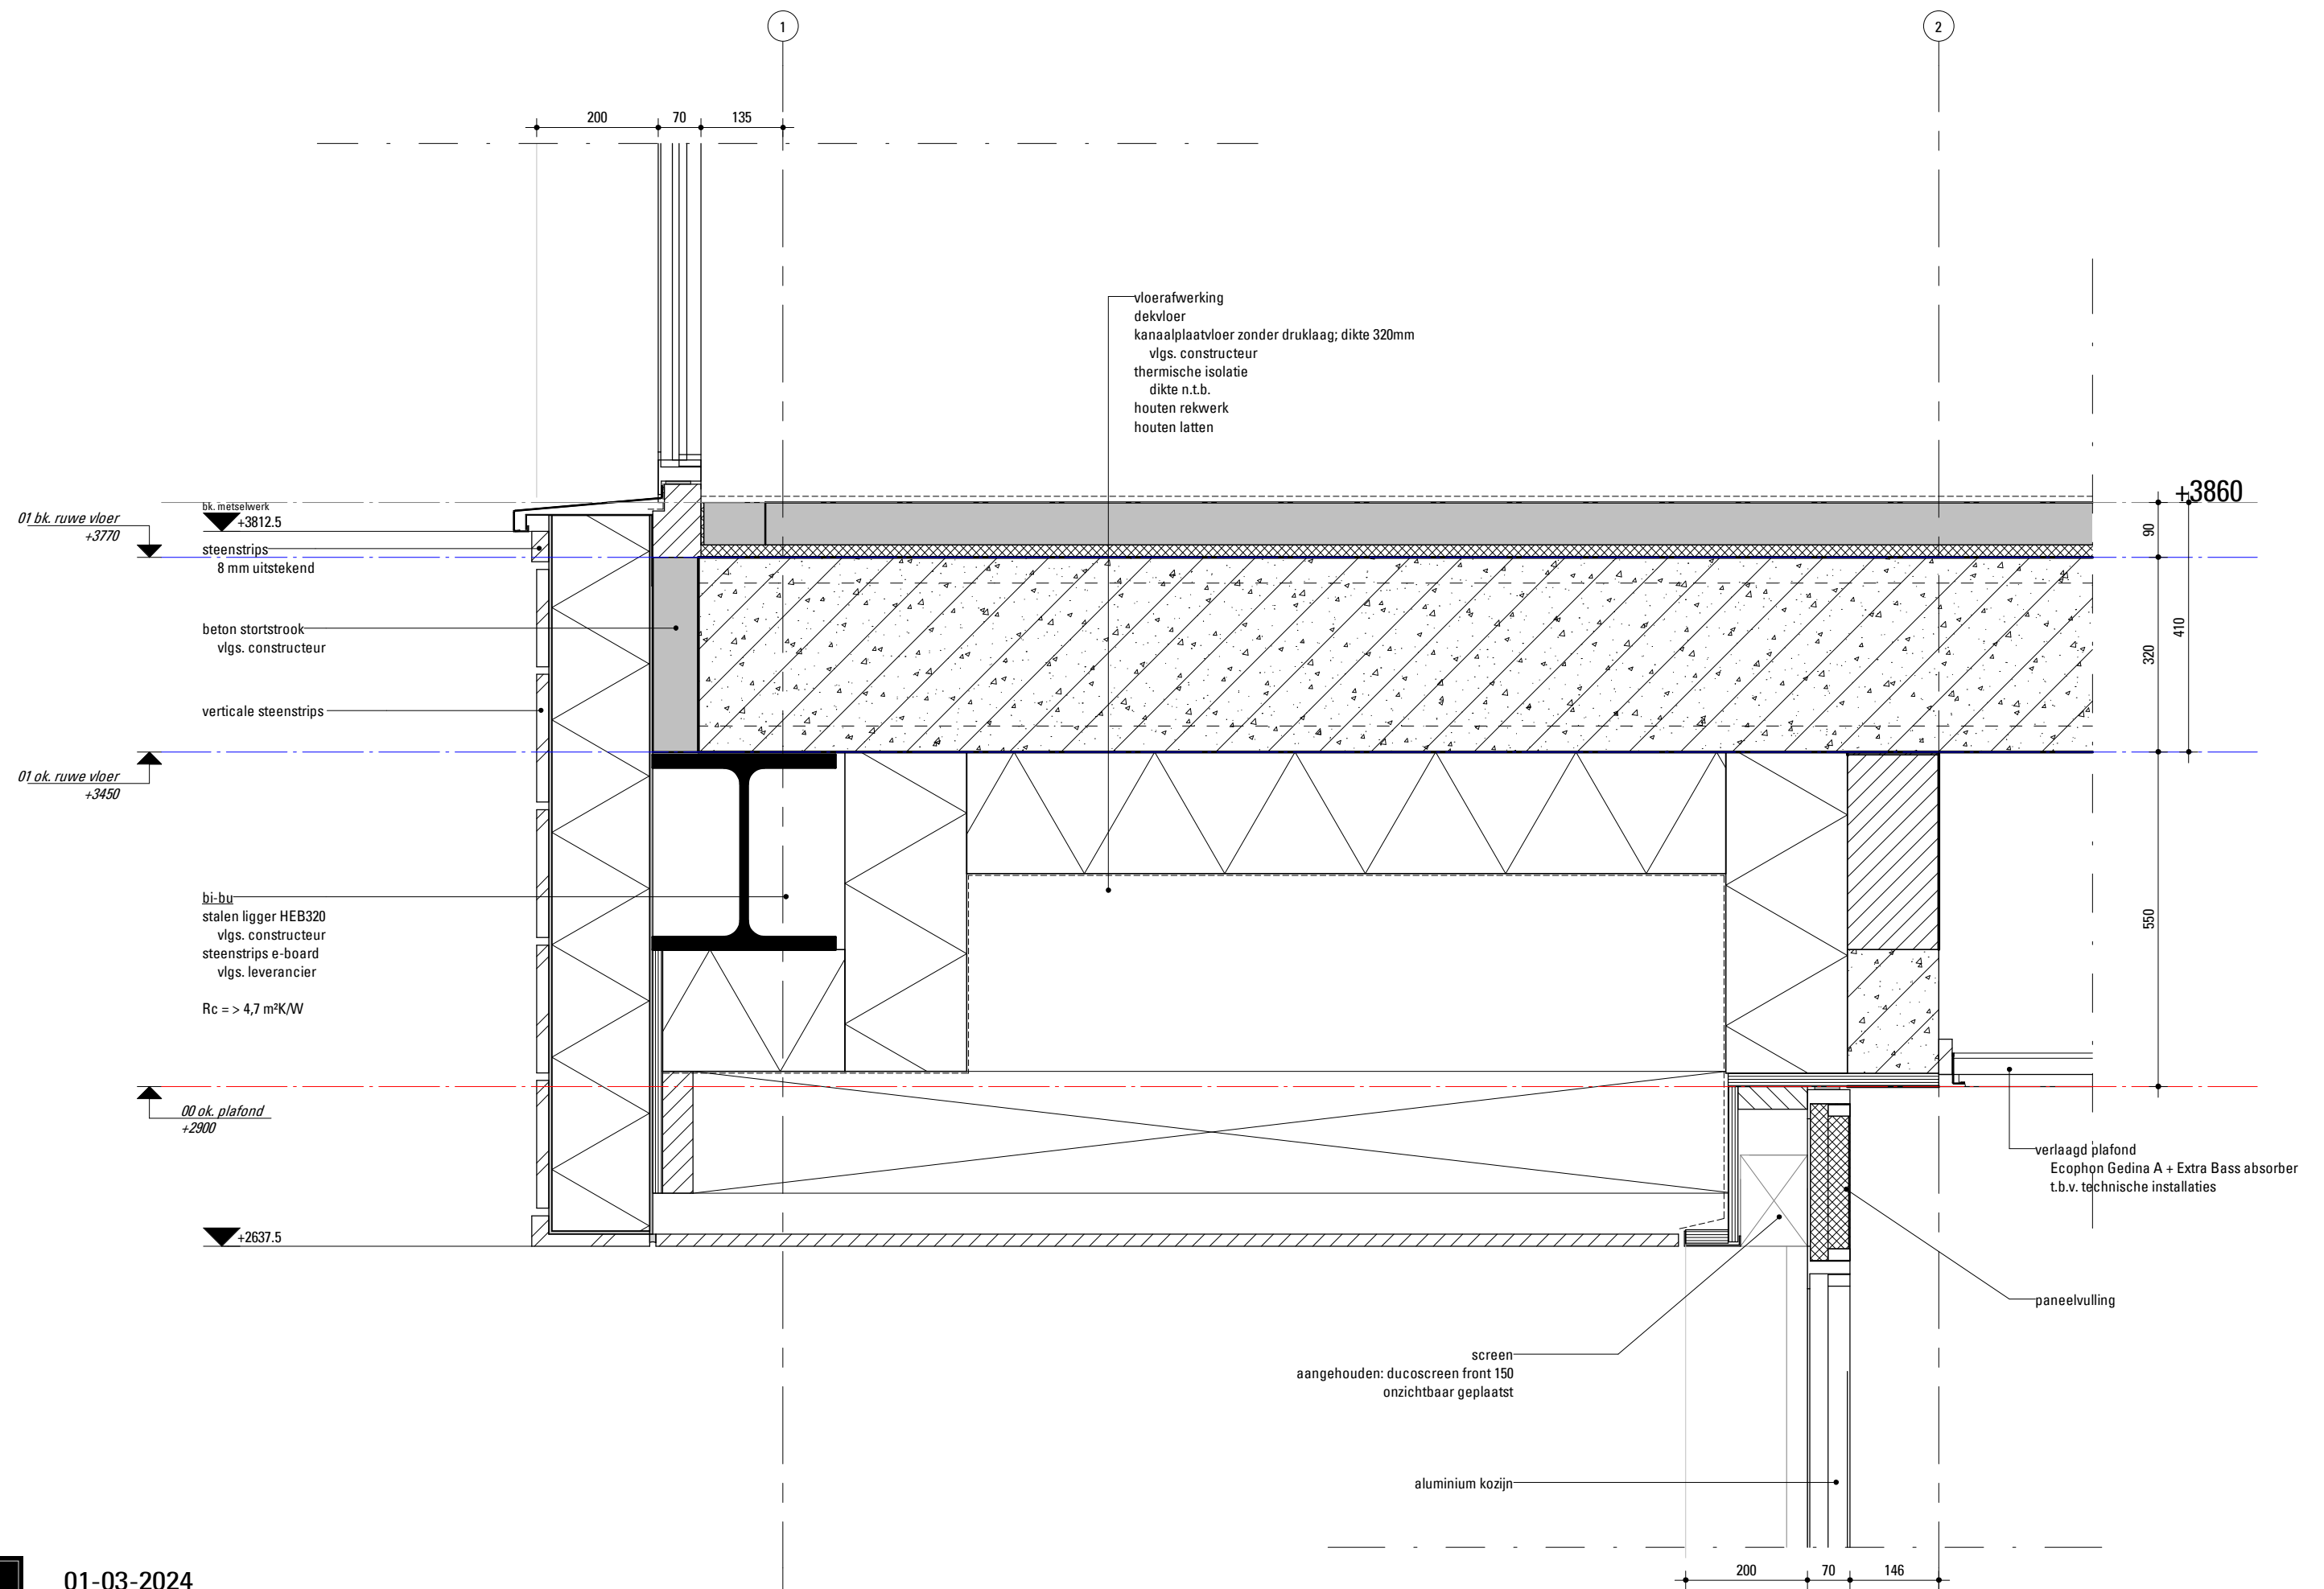 1
2
200
70
135
vloerafwerking
dekvloer
kanaalplaatvloer zonder druklaag; dikte 320mm
vlgs. constructeur
thermische isolatie
dikte n.t.b.
houten rekwerk
houten latten
+3860
bk. metselwerk
+3812.5
01 bk. ruwe vloer
+3770
steenstrips
8 mm uitstekend
90
beton stortstrook
vlgs. constructeur
320
410
verticale steenstrips
01 ok. ruwe vloer
+3450
bi-bu
stalen ligger HEB320
vlgs. constructeur
steenstrips e-board
vlgs. leverancier
Rc = > 4,7 m²K/W
550
00 ok. plafond
+2900
verlaagd plafond
Ecophon Gedina A + Extra Bass absorber
t.b.v. technische installaties
+2637.5
paneelvulling
screen
aangehouden: ducoscreen front 150
onzichtbaar geplaatst
aluminium kozijn
200
70
146
01-03-2024